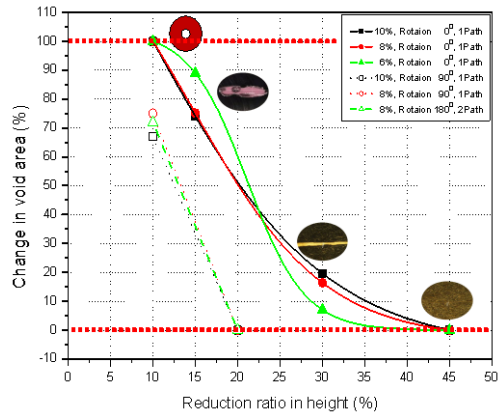 110
100
90
80
70
60
50
40
30
20
10
0
-10
Change in void area (%)
10%, Rotaion 0°, 1Path
8%, Rotaion 0°, 1Path
6%, Rotaion 0°, 1Path
10%, Rotaion 90°, 1Path
8%, Rotaion 90°, 1Path
8%, Rotaion 180°, 2Path
0 5 10 15 20 25 30 35 40 45 50
Reduction ratio in height (%)